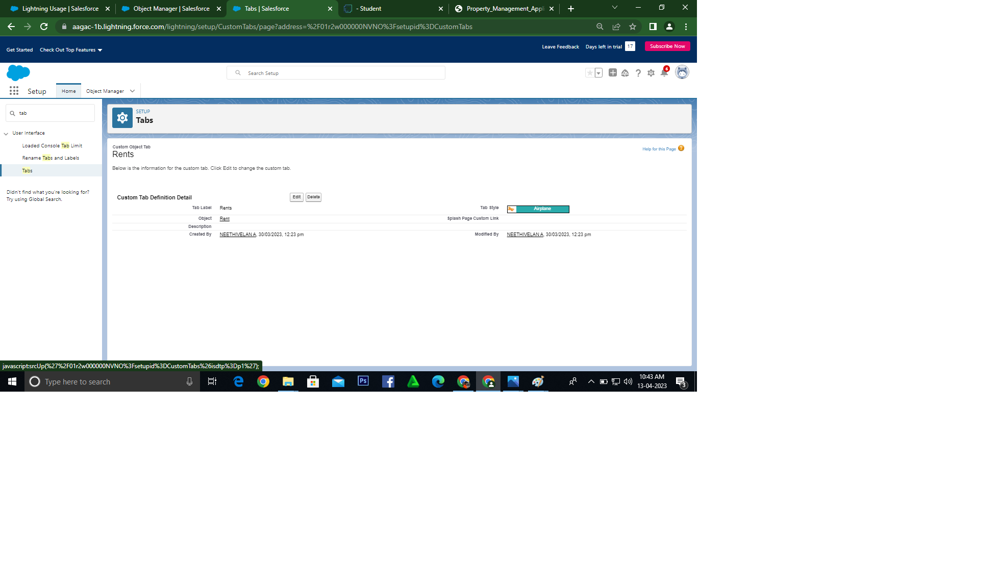 Lightning Usage | Salesforce
Object Manager | Salesforce
Tabs | Salesforce
- Student
Property_Management_Appli
aagac-1b.lightning.force.com/lightning/setup/CustomTabs/page?address=%2F01r2w000000NVNO%3Fsetupid%3DCustomTabs
Get Started
Check Out Top Features
Leave Feedback
Days left in trial
17
Subscribe Now
Search Setup
6
Setup
Home
Object Manager
tab
User Interface
Loaded Console Tab Limit
Rename Tabs and Labels
Tabs
Didn't find what you're looking for?
Try using Global Search.
SETUP
Tabs
Custom Object Tab
Rents
Help for this Page
Below is the information for the custom tab. Click Edit to change the custom tab.
Custom Tab Definition Detail
Edit
Delete
Tab Label
Rents
Tab Style
Airplane
Object
Rent
Splash Page Custom Link
Description
Created By
NEETHIVELAN A, 30/03/2023, 12:23 pm
Modified By
NEETHIVELAN A, 30/03/2023, 12:23 pm
javascript:srcUp(%27%2F01r2w000000NVNO%3Fsetupid%3DCustomTabs%26isdtp%3Dp1%27);
Type here to search
Ps
10:43 AM
13-04-2023
3